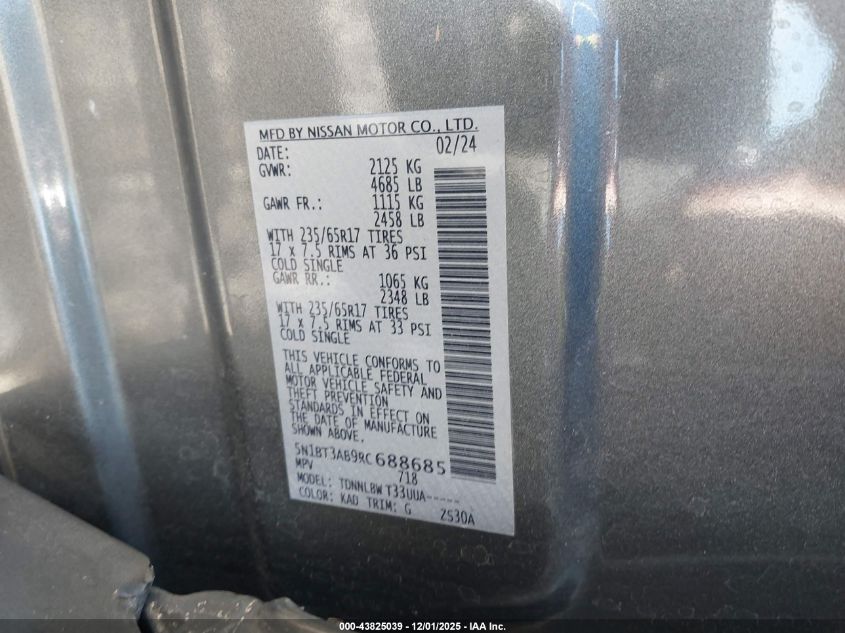 MFD BY NISSAN MOTOR CO., LTD.
DATE: 02/24
GVWR: 2125 KG
4685 LB
GAWR FR.: 1115 KG
2458 LB
WITH 235/65R17 TIRES
17 x 7.5 RIMS AT 36 PSI
COLD SINGLE
GAWR RR.: 1065 KG
2348 LB
WITH 235/65R17 TIRES
17 x 7.5 RIMS AT 33 PSI
COLD SINGLE
THIS VEHICLE CONFORMS TO
ALL APPLICABLE FEDERAL
MOTOR VEHICLE SAFETY AND
THEFT PREVENTION
STANDARDS IN EFFECT ON
THE DATE OF MANUFACTURE
SHOWN ABOVE.
5N1BT3AB9RC688685
MPV 718
MODEL: TDNNLBW T33UUA-----
COLOR: KAD TRIM: G 2S30A
000-43825039 - 12/01/2025 - IAA Inc.